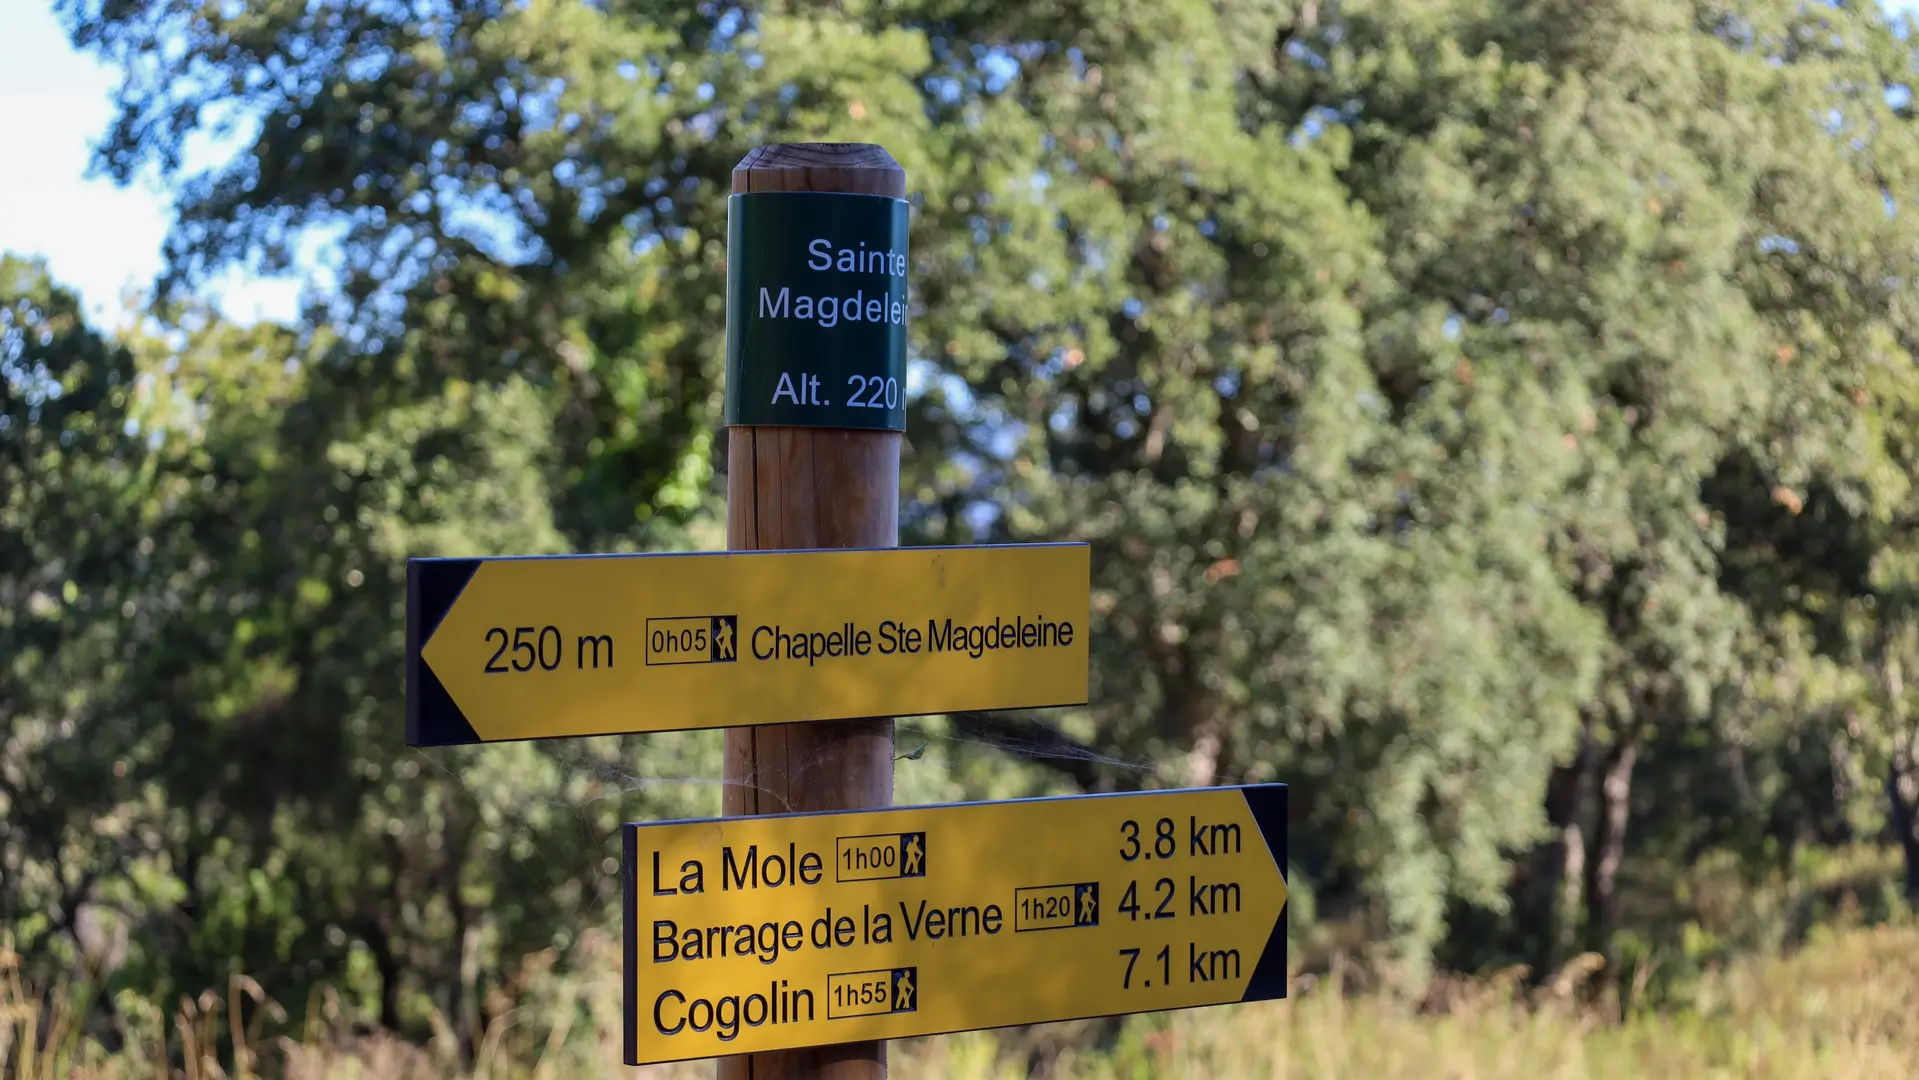 Sainte
Magdelei
Alt. 220
250 m 0h05 Chapelle Ste Magdeleine
La Mole 1h00 3.8 km
Barrage de la Verne 1h20 4.2 km
Cogolin 1h55 7.1 km